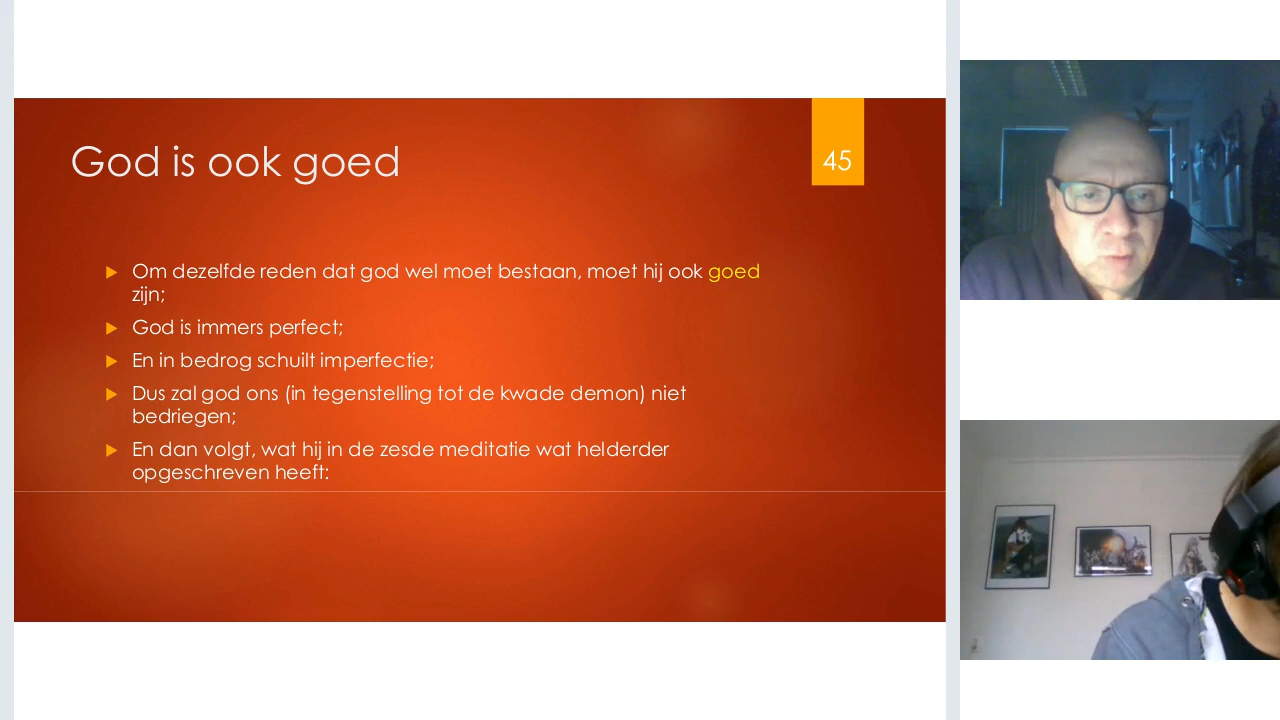 God is ook goed
45
Om dezelfde reden dat god wel moet bestaan, moet hij ook goed
zijn;
God is immers perfect;
En in bedrog schuilt imperfectie;
Dus zal god ons (in tegenstelling tot de kwade demon) niet
bedriegen;
En dan volgt, wat hij in de zesde meditatie wat helderder
opgeschreven heeft: